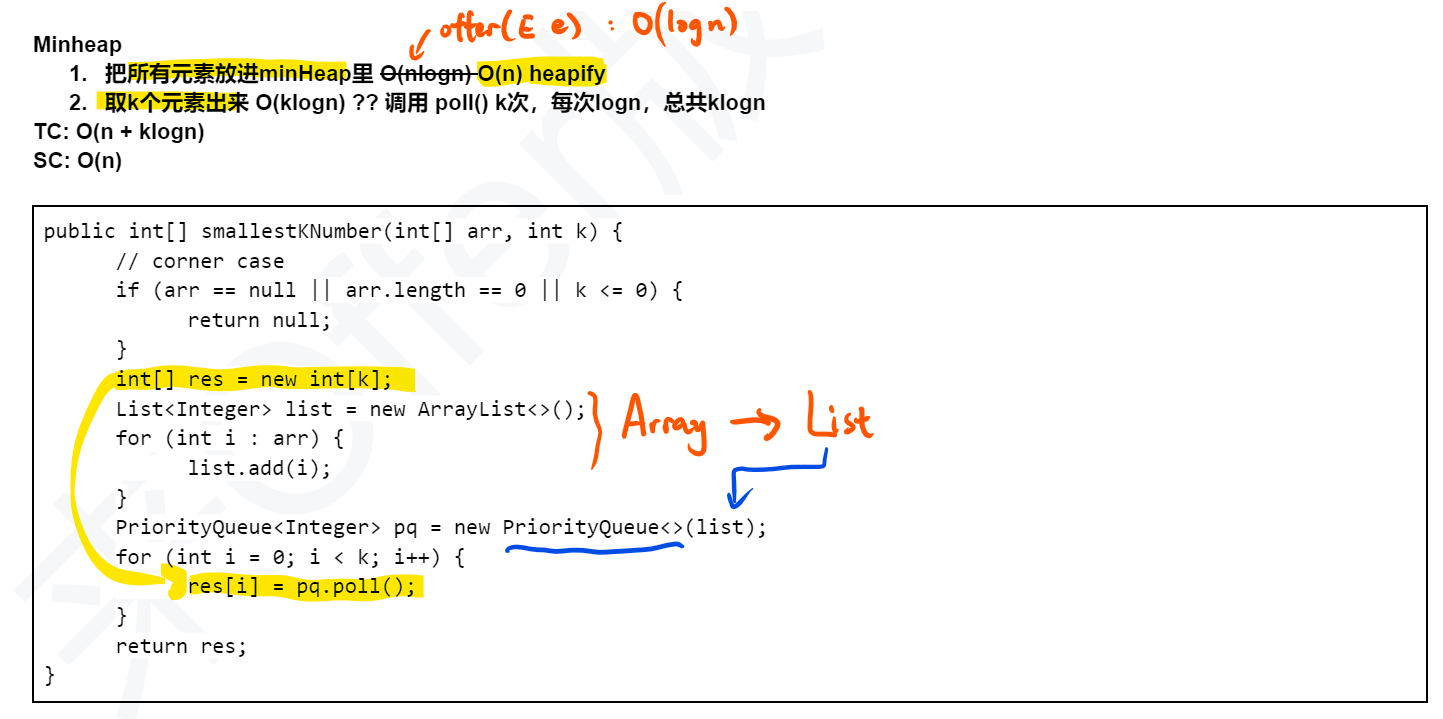 offer(E e) : O(logn)
Minheap
1. 把所有元素放进minHeap里 O(nlogn) O(n) heapify
2. 取k个元素出来 O(klogn) ?? 调用 poll() k次，每次logn，总共klogn
TC: O(n + klogn)
SC: O(n)
public int[] smallestKNumber(int[] arr, int k) {
// corner case
if (arr == null || arr.length == 0 || k <= 0) {
return null;
}
int[] res = new int[k];
List<Integer> list = new ArrayList<>();
for (int i : arr) {
Array → List
list.add(i);
}
PriorityQueue<Integer> pq = new PriorityQueue<>(list);
for (int i = 0; i < k; i++) {
res[i] = pq.poll();
}
return res;
}